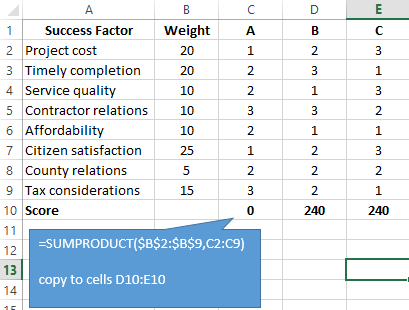 A B C D E
1 Success Factor Weight A B C
2 Project cost 20 1 2 3
3 Timely completion 20 2 3 1
4 Service quality 10 2 1 3
5 Contractor relations 10 3 3 2
6 Affordability 10 2 1 1
7 Citizen satisfaction 25 1 2 3
8 County relations 5 2 2 2
9 Tax considerations 15 3 2 1
10 Score 0 240 240
11
12 =SUMPRODUCT($B$2:$B$9,C2:C9)
13
14 copy to cells D10:E10